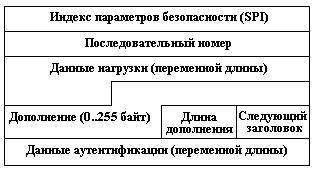 Индекс параметров безопасности (SPI)
Последовательный номер
Данные нагрузки (переменной длины)
Дополнение (0..255 байт)
Длина
дополнения
Следующий
заголовок
Данные аутентификации (переменной длины)